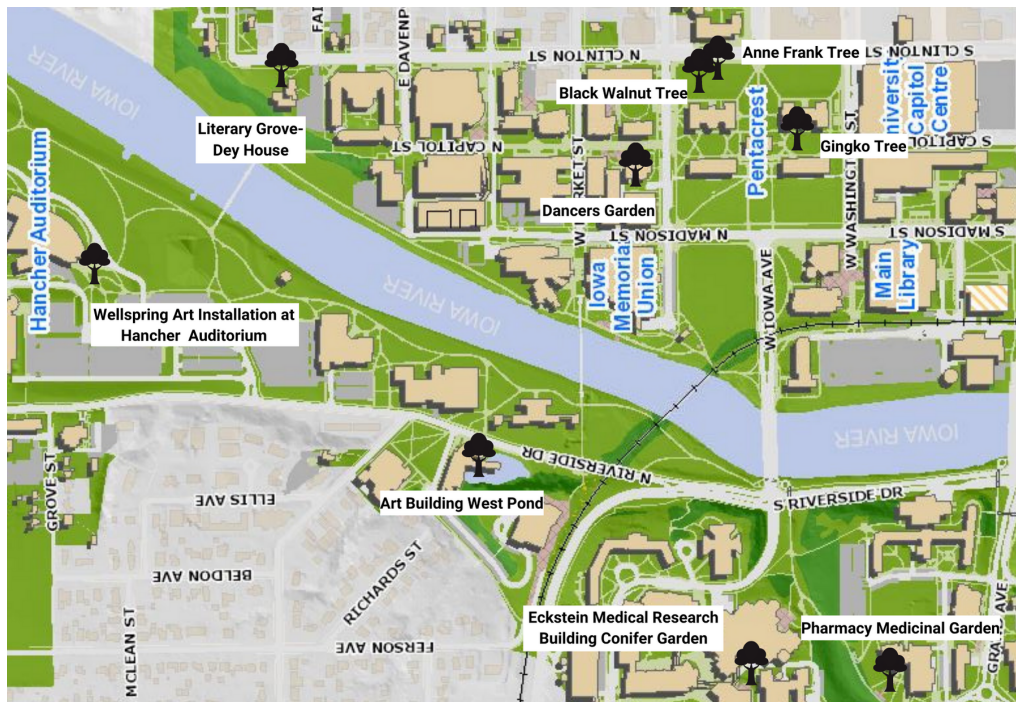 FAI
E DAVENP
N CLINTON ST
S CLINTON ST
Anne Frank Tree
Black Walnut Tree
IOWA RIVER
Literary Grove-
Dey House
N CAPITOL ST
W MARKET ST
Pentacrest
Gingko Tree
W WASHINGT ST
University
Capitol
Centre
S CAPITOL ST
Hancher Auditorium
Dancers Garden
N MADISON ST
S MADISON ST
Iowa
Memorial
Union
W IOWA AVE
Main
Library
Wellspring Art Installation at
Hancher Auditorium
IOWA RIVER
IOWA RIVER
N RIVERSIDE DR
S RIVERSIDE DR
Art Building West Pond
GROVE ST
ELLIS AVE
BELDON AVE
RICHARDS ST
MCLEAN ST
FERSON AVE
Eckstein Medical Research
Building Conifer Garden
Pharmacy Medicinal Garden
AVE